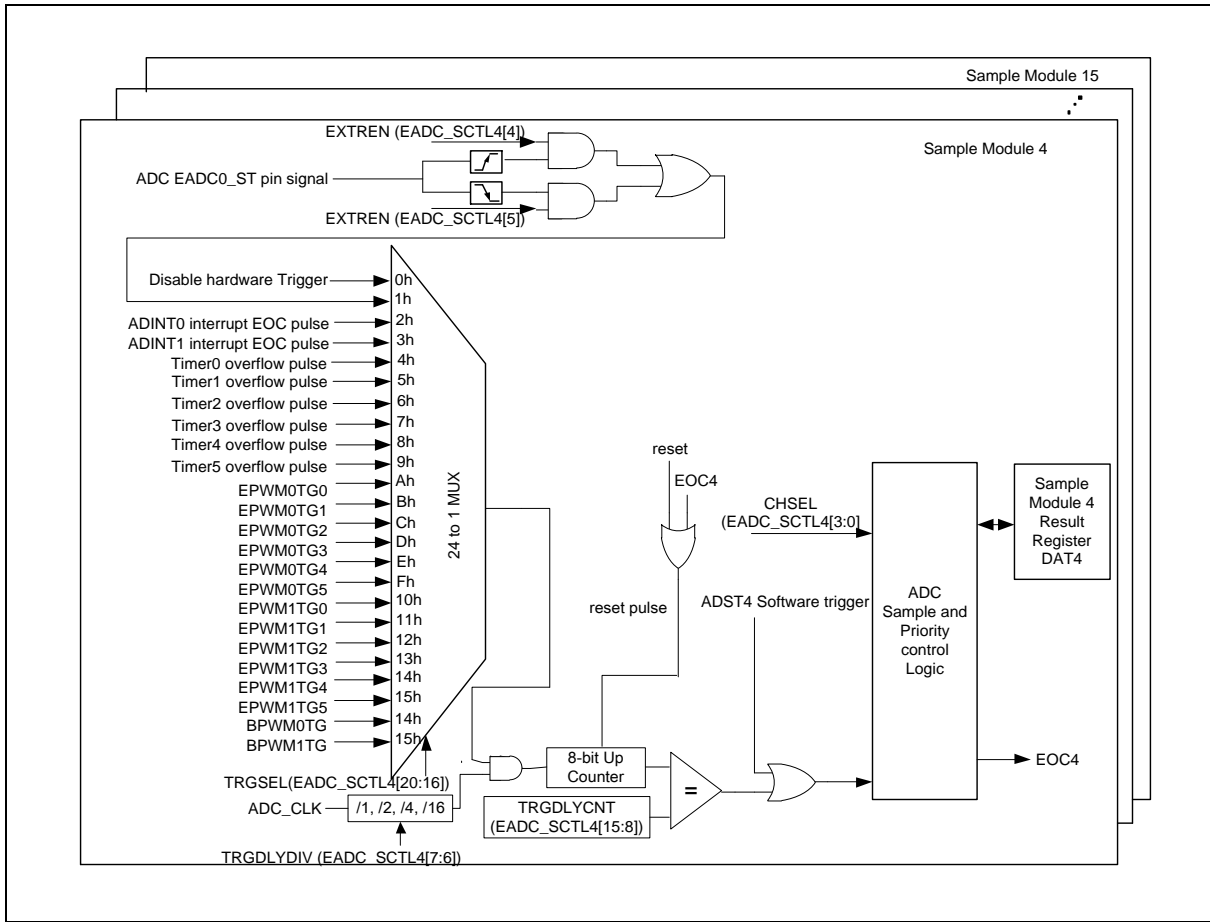 Sample Module 15
Sample Module 4
EXTREN (EADC_SCTL4[4])
ADC EADC0_ST pin signal
EXTREN (EADC_SCTL4[5])
Disable hardware Trigger
0h
1h
ADINT0 interrupt EOC pulse
2h
ADINT1 interrupt EOC pulse
3h
Timer0 overflow pulse
4h
Timer1 overflow pulse
5h
Timer2 overflow pulse
6h
Timer3 overflow pulse
7h
Timer4 overflow pulse
8h
Timer5 overflow pulse
9h
EPWM0TG0
Ah
EPWM0TG1
Bh
EPWM0TG2
Ch
EPWM0TG3
Dh
EPWM0TG4
Eh
EPWM0TG5
Fh
EPWM1TG0
10h
EPWM1TG1
11h
EPWM1TG2
12h
EPWM1TG3
13h
EPWM1TG4
14h
EPWM1TG5
15h
BPWM0TG
14h
BPWM1TG
15h
24 to 1 MUX
TRGSEL(EADC_SCTL4[20:16])
ADC_CLK
/1, /2, /4, /16
TRGDLYDIV (EADC_SCTL4[7:6])
reset
EOC4
reset pulse
8-bit Up
Counter
TRGDLYCNT
(EADC_SCTL4[15:8])
=
CHSEL
(EADC_SCTL4[3:0])
ADST4 Software trigger
ADC
Sample and
Priority
control
Logic
Sample
Module 4
Result
Register
DAT4
EOC4